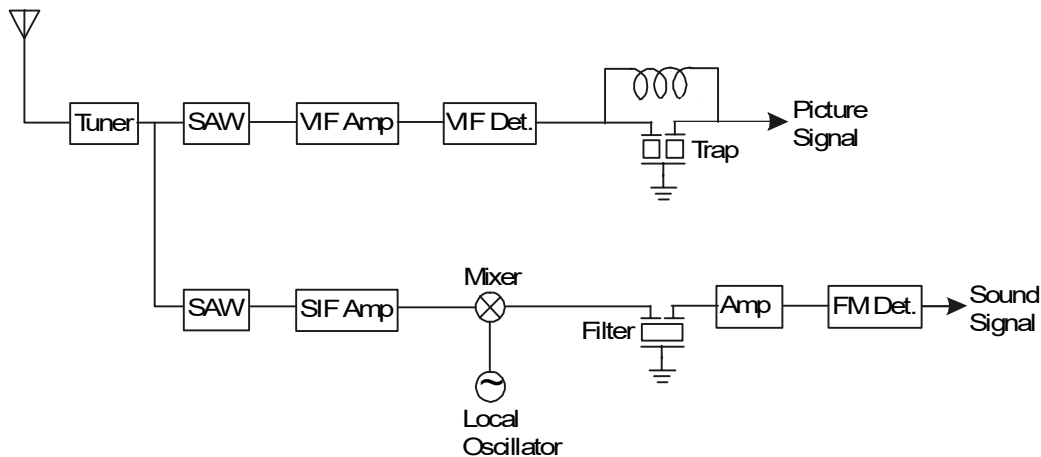 Tuner
SAW
VIF Amp
VIF Det.
Trap
Picture
Signal
SAW
SIF Amp
Mixer
~
Local
Oscillator
Filter
Amp
FM Det.
Sound
Signal